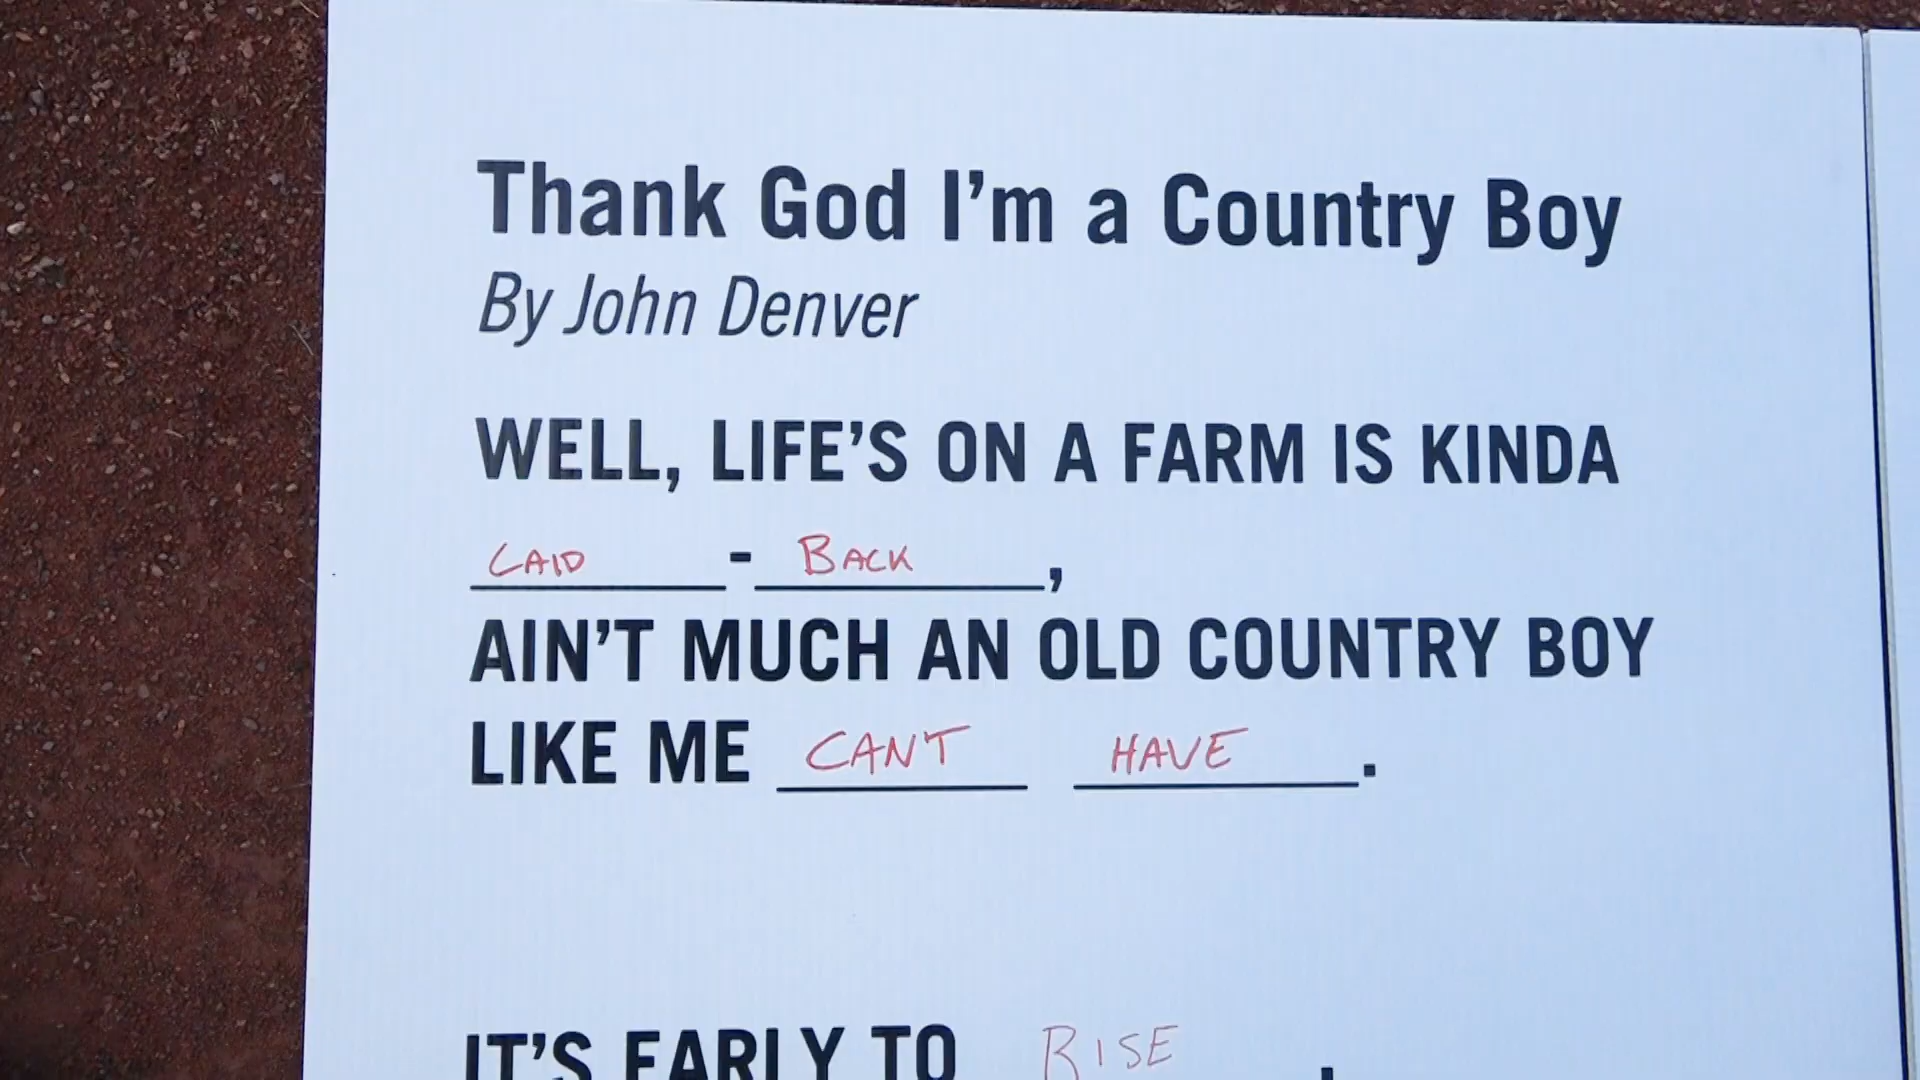 Thank God I'm a Country Boy
By John Denver
WELL, LIFE'S ON A FARM IS KINDA
LAID - BACK,
AIN'T MUCH AN OLD COUNTRY BOY
LIKE ME CAN'T HAVE.
IT'S EARLY TO RISE,